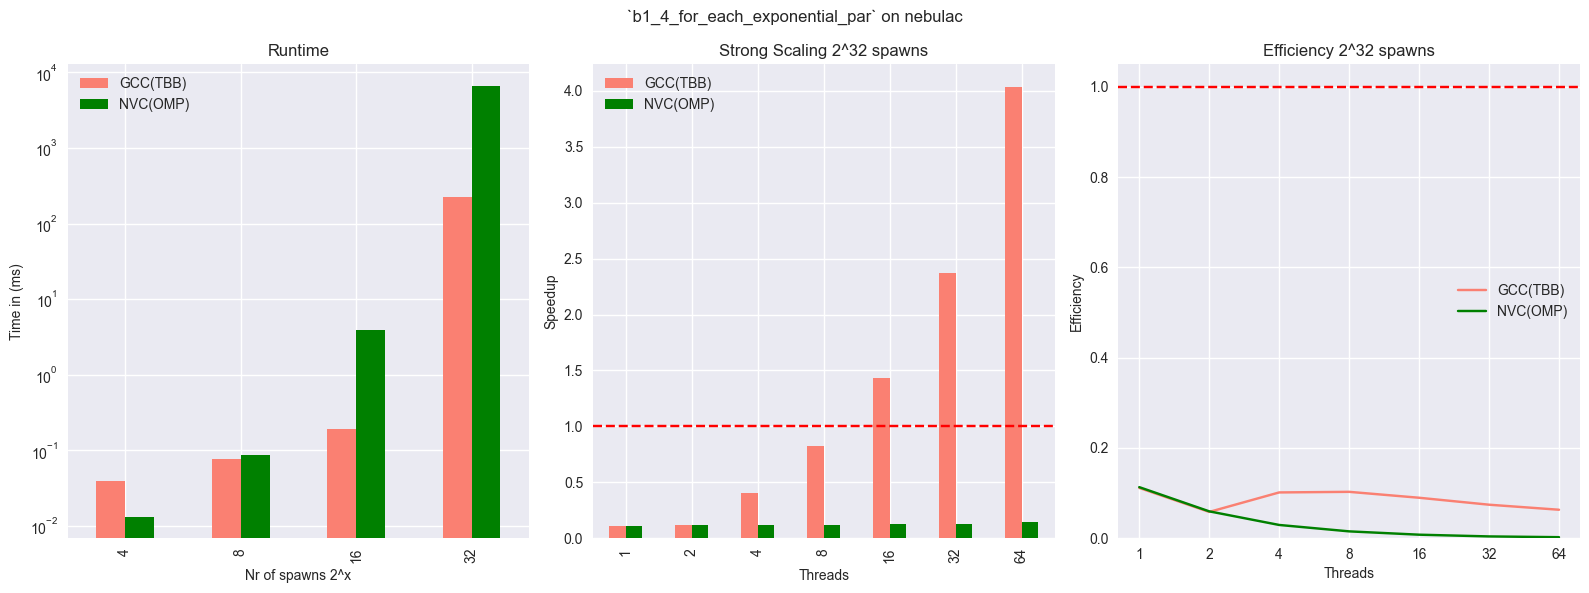 `b1_4_for_each_exponential_par` on nebulac
Runtime
GCC(TBB)
NVC(OMP)
10^4
10^3
10^2
10^1
10^0
10^−1
10^−2
Time in (ms)
4
8
16
32
Nr of spawns 2^x
Strong Scaling 2^32 spawns
GCC(TBB)
NVC(OMP)
4.0
3.5
3.0
2.5
2.0
1.5
1.0
0.5
0.0
Speedup
1
2
4
8
16
32
64
Threads
Efficiency 2^32 spawns
1.0
0.8
0.6
0.4
0.2
0.0
Efficiency
GCC(TBB)
NVC(OMP)
1
2
4
8
16
32
64
Threads